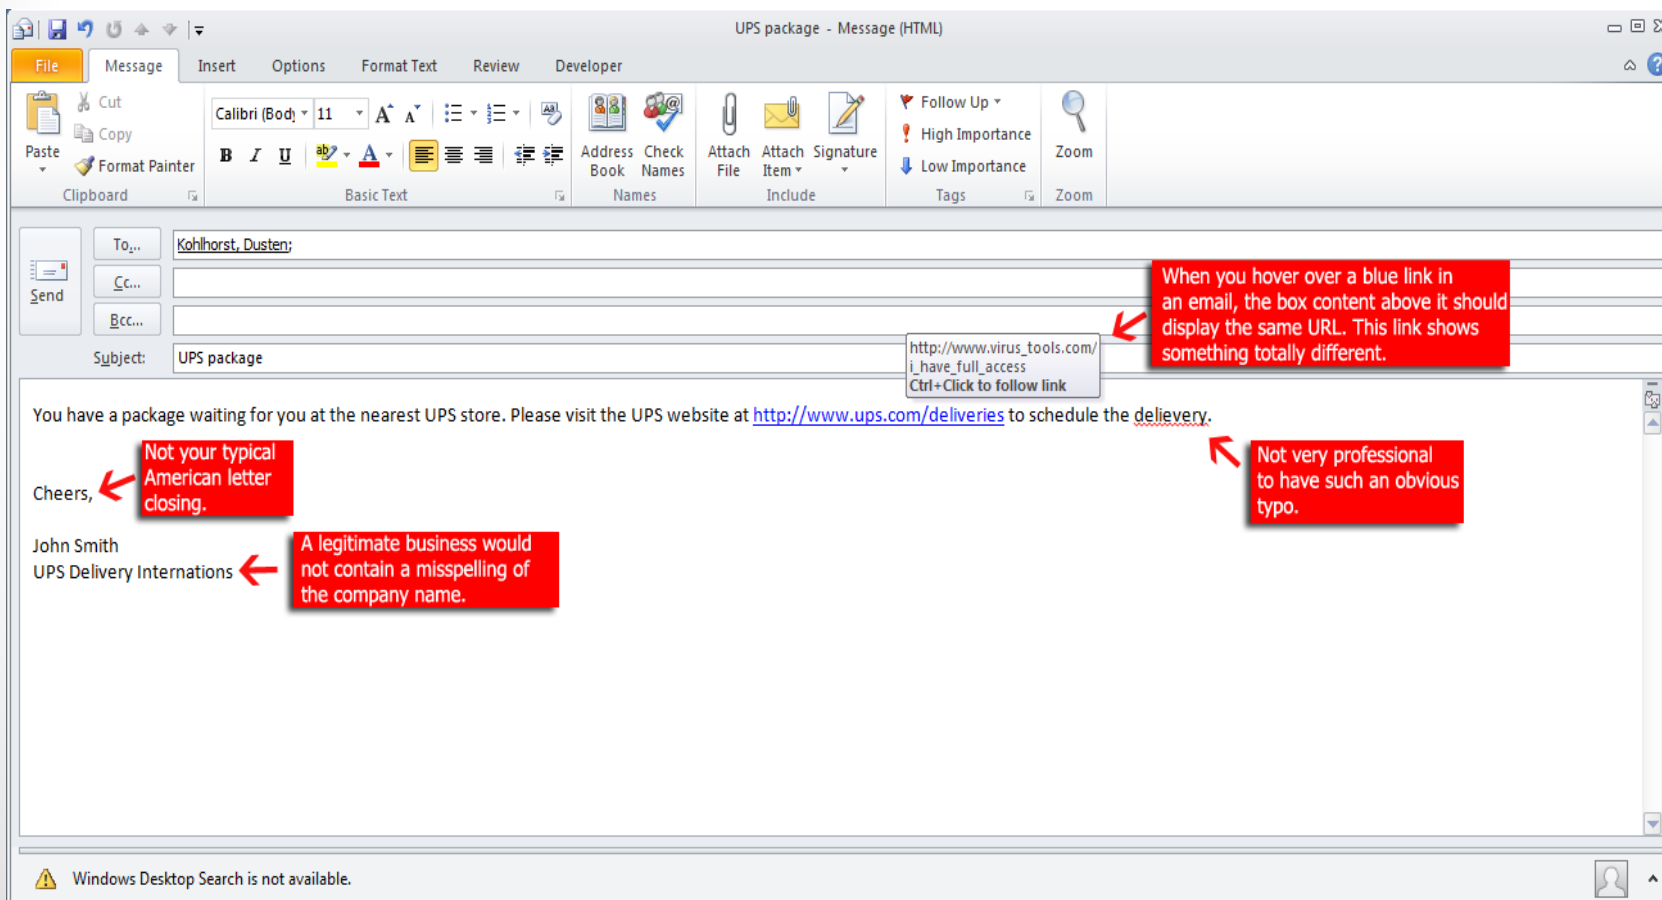 UPS package - Message (HTML)
File Message Insert Options Format Text Review Developer
Paste
Cut
Copy
Format Painter
Clipboard
Calibri (Body 11
B I U
Basic Text
Address Book
Check Names
Names
Attach File
Attach Item
Signature
Include
Follow Up
High Importance
Low Importance
Tags
Zoom
Zoom
Send
To... Kohlhorst, Dusten;
Cc...
Bcc...
Subject: UPS package
When you hover over a blue link in
an email, the box content above it should
display the same URL. This link shows
something totally different.
http://www.virus_tools.com/
i_have_full_access
Ctrl+Click to follow link
You have a package waiting for you at the nearest UPS store. Please visit the UPS website at http://www.ups.com/deliveries to schedule the delievery.
Not your typical
American letter
closing.
Not very professional
to have such an obvious
typo.
Cheers,
John Smith
UPS Delivery Internations
A legitimate business would
not contain a misspelling of
the company name.
Windows Desktop Search is not available.